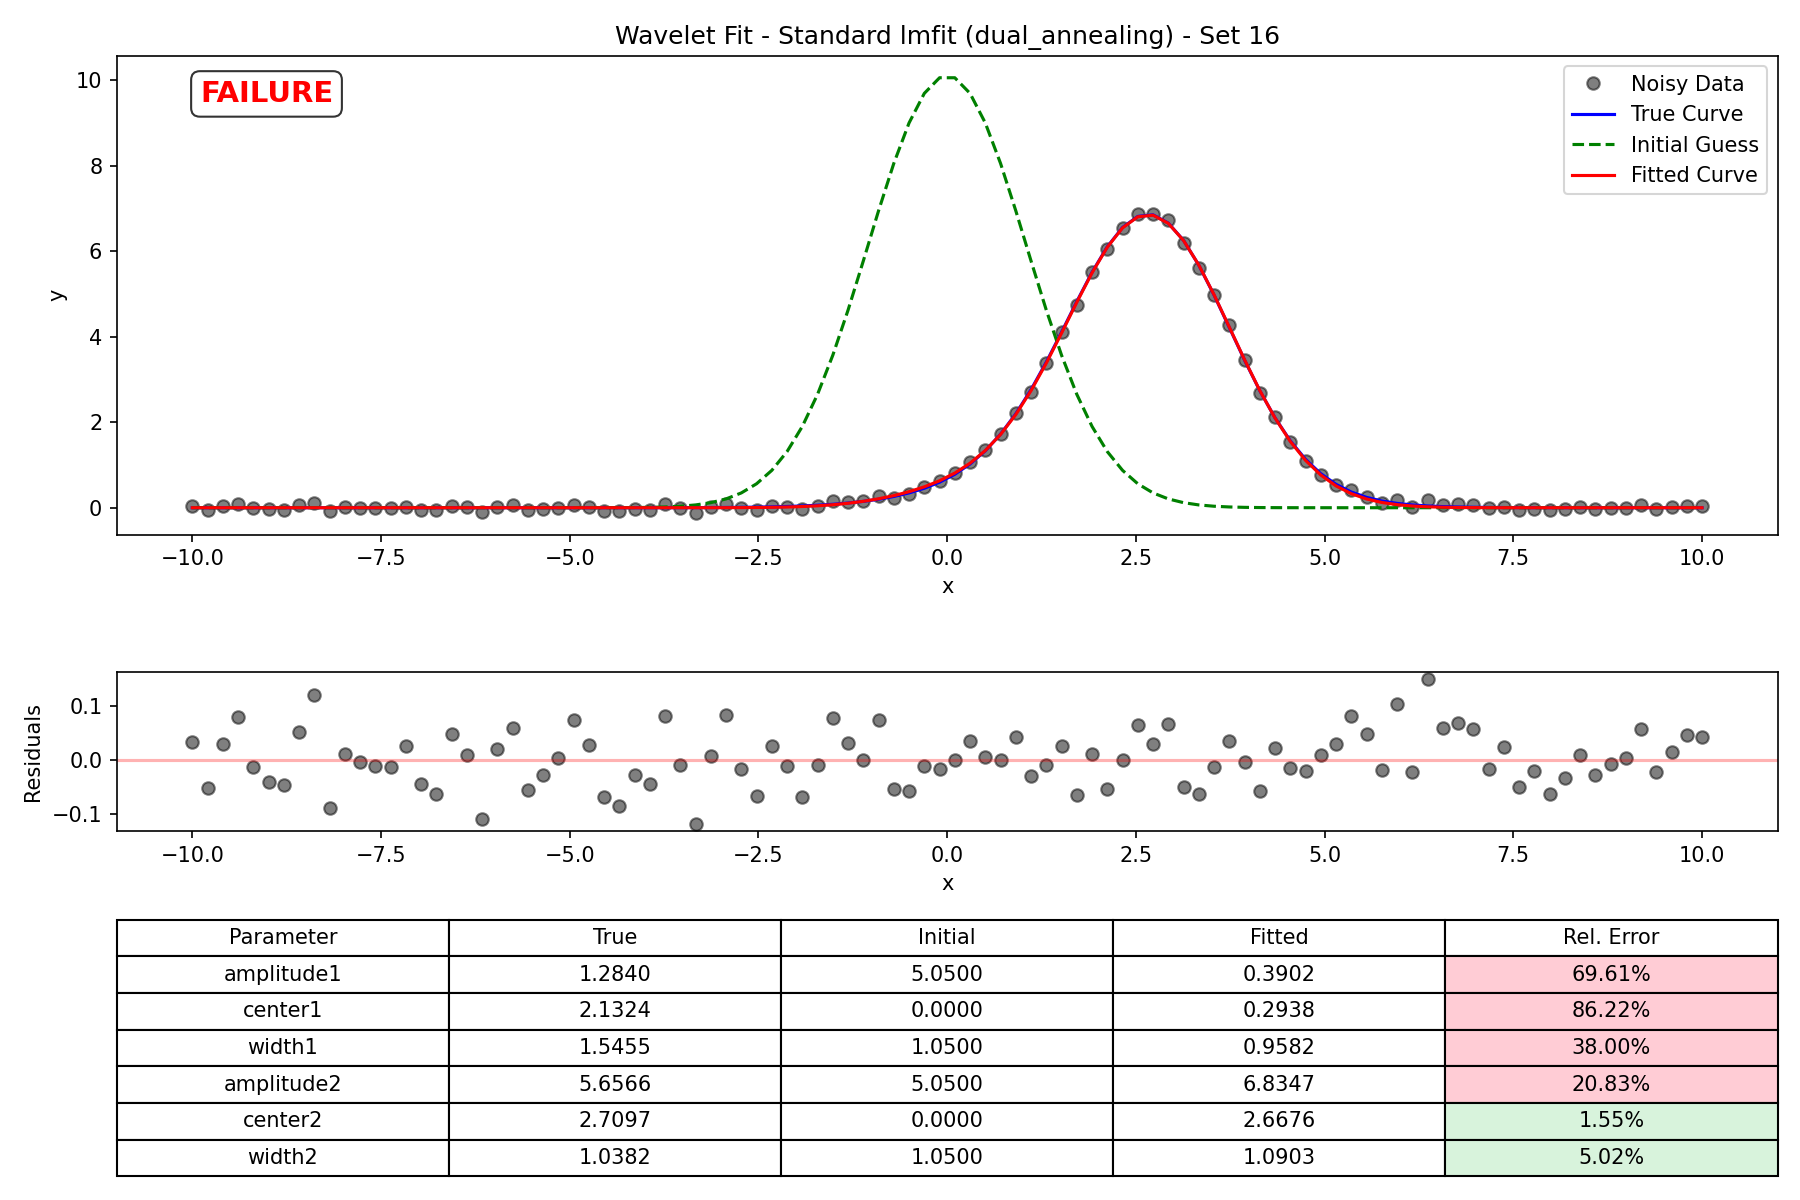 Wavelet Fit - Standard lmfit (dual_annealing) - Set 16
FAILURE
Noisy Data
True Curve
Initial Guess
Fitted Curve
y
10
8
6
4
2
0
−10.0 −7.5 −5.0 −2.5 0.0 2.5 5.0 7.5 10.0
x
Residuals
0.1
0.0
−0.1
−10.0 −7.5 −5.0 −2.5 0.0 2.5 5.0 7.5 10.0
x
Parameter True Initial Fitted Rel. Error
amplitude1 1.2840 5.0500 0.3902 69.61%
center1 2.1324 0.0000 0.2938 86.22%
width1 1.5455 1.0500 0.9582 38.00%
amplitude2 5.6566 5.0500 6.8347 20.83%
center2 2.7097 0.0000 2.6676 1.55%
width2 1.0382 1.0500 1.0903 5.02%